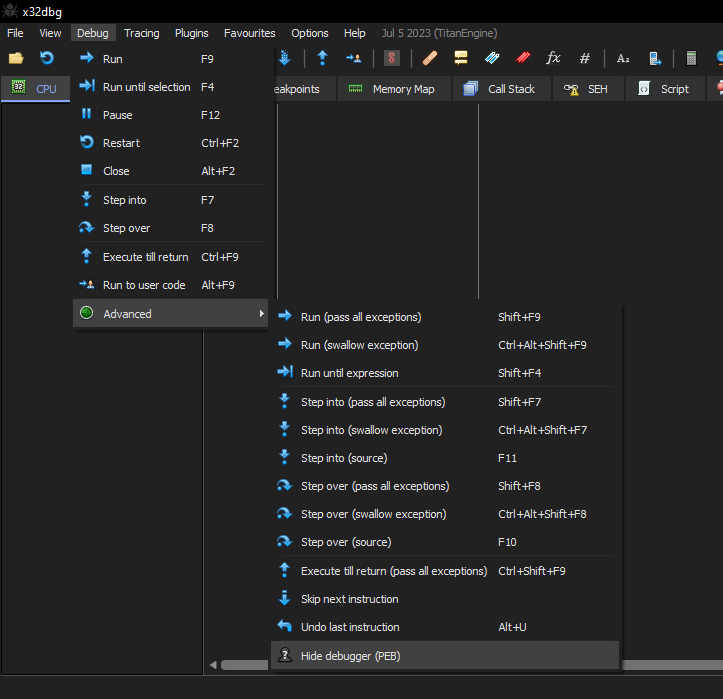 x32dbg
File View Debug Tracing Plugins Favourites Options Help Jul 5 2023 (TitanEngine)
fx # A₂
32 CPU
eakpoints Memory Map Call Stack SEH Script
Run F9
Run until selection F4
Pause F12
Restart Ctrl+F2
Close Alt+F2
Step into F7
Step over F8
Execute till return Ctrl+F9
Run to user code Alt+F9
Advanced
Run (pass all exceptions) Shift+F9
Run (swallow exception) Ctrl+Alt+Shift+F9
Run until expression Shift+F4
Step into (pass all exceptions) Shift+F7
Step into (swallow exception) Ctrl+Alt+Shift+F7
Step into (source) F11
Step over (pass all exceptions) Shift+F8
Step over (swallow exception) Ctrl+Alt+Shift+F8
Step over (source) F10
Execute till return (pass all exceptions) Ctrl+Shift+F9
Skip next instruction
Undo last instruction Alt+U
Hide debugger (PEB)